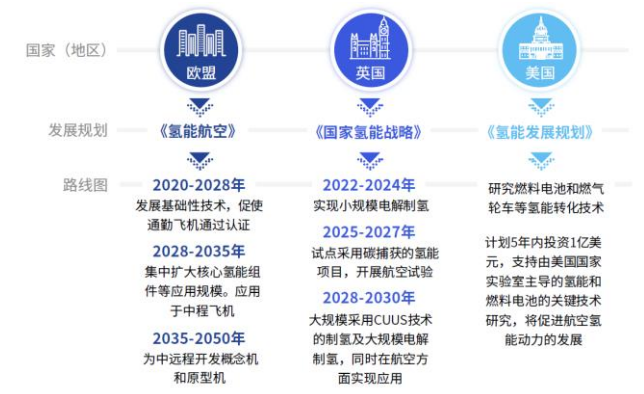 国家（地区）
欧盟
英国
美国
发展规划
《氢能航空》
《国家氢能战略》
《氢能发展规划》
路线图
2020-2028年
发展基础性技术，促使
通勤飞机通过认证
2028-2035年
集中扩大核心氢能组
件等应用规模。应用
于中程飞机
2035-2050年
为中远程开发概念机
和原型机
2022-2024年
实现小规模电解制氢
2025-2027年
试点采用碳捕获的氢能
项目，开展航空试验
2028-2030年
大规模采用CUUS技术
的制氢及大规模电解
制氢，同时在航空方
面实现应用
研究燃料电池和燃气
轮车等氢能转化技术
计划5年内投资1亿美
元，支持由美国国家
实验室主导的氢能和
燃料电池的关键技术
研究，将促进航空氢
能动力的发展